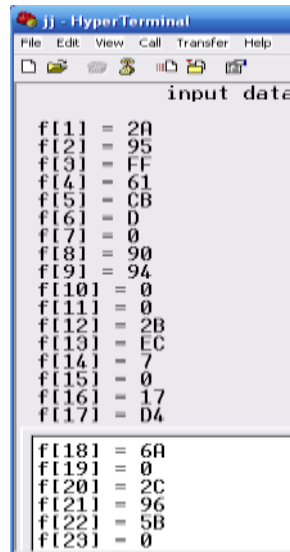 jj - HyperTerminal
File Edit View Call Transfer Help
input data
f[1] = 2A
f[2] = 95
f[3] = FF
f[4] = 61
f[5] = CB
f[6] = D
f[7] = 0
f[8] = 90
f[9] = 94
f[10] = 0
f[11] = 0
f[12] = 2B
f[13] = EC
f[14] = 7
f[15] = 0
f[16] = 17
f[17] = D4
f[18] = 6A
f[19] = 0
f[20] = 2C
f[21] = 96
f[22] = 5B
f[23] = 0